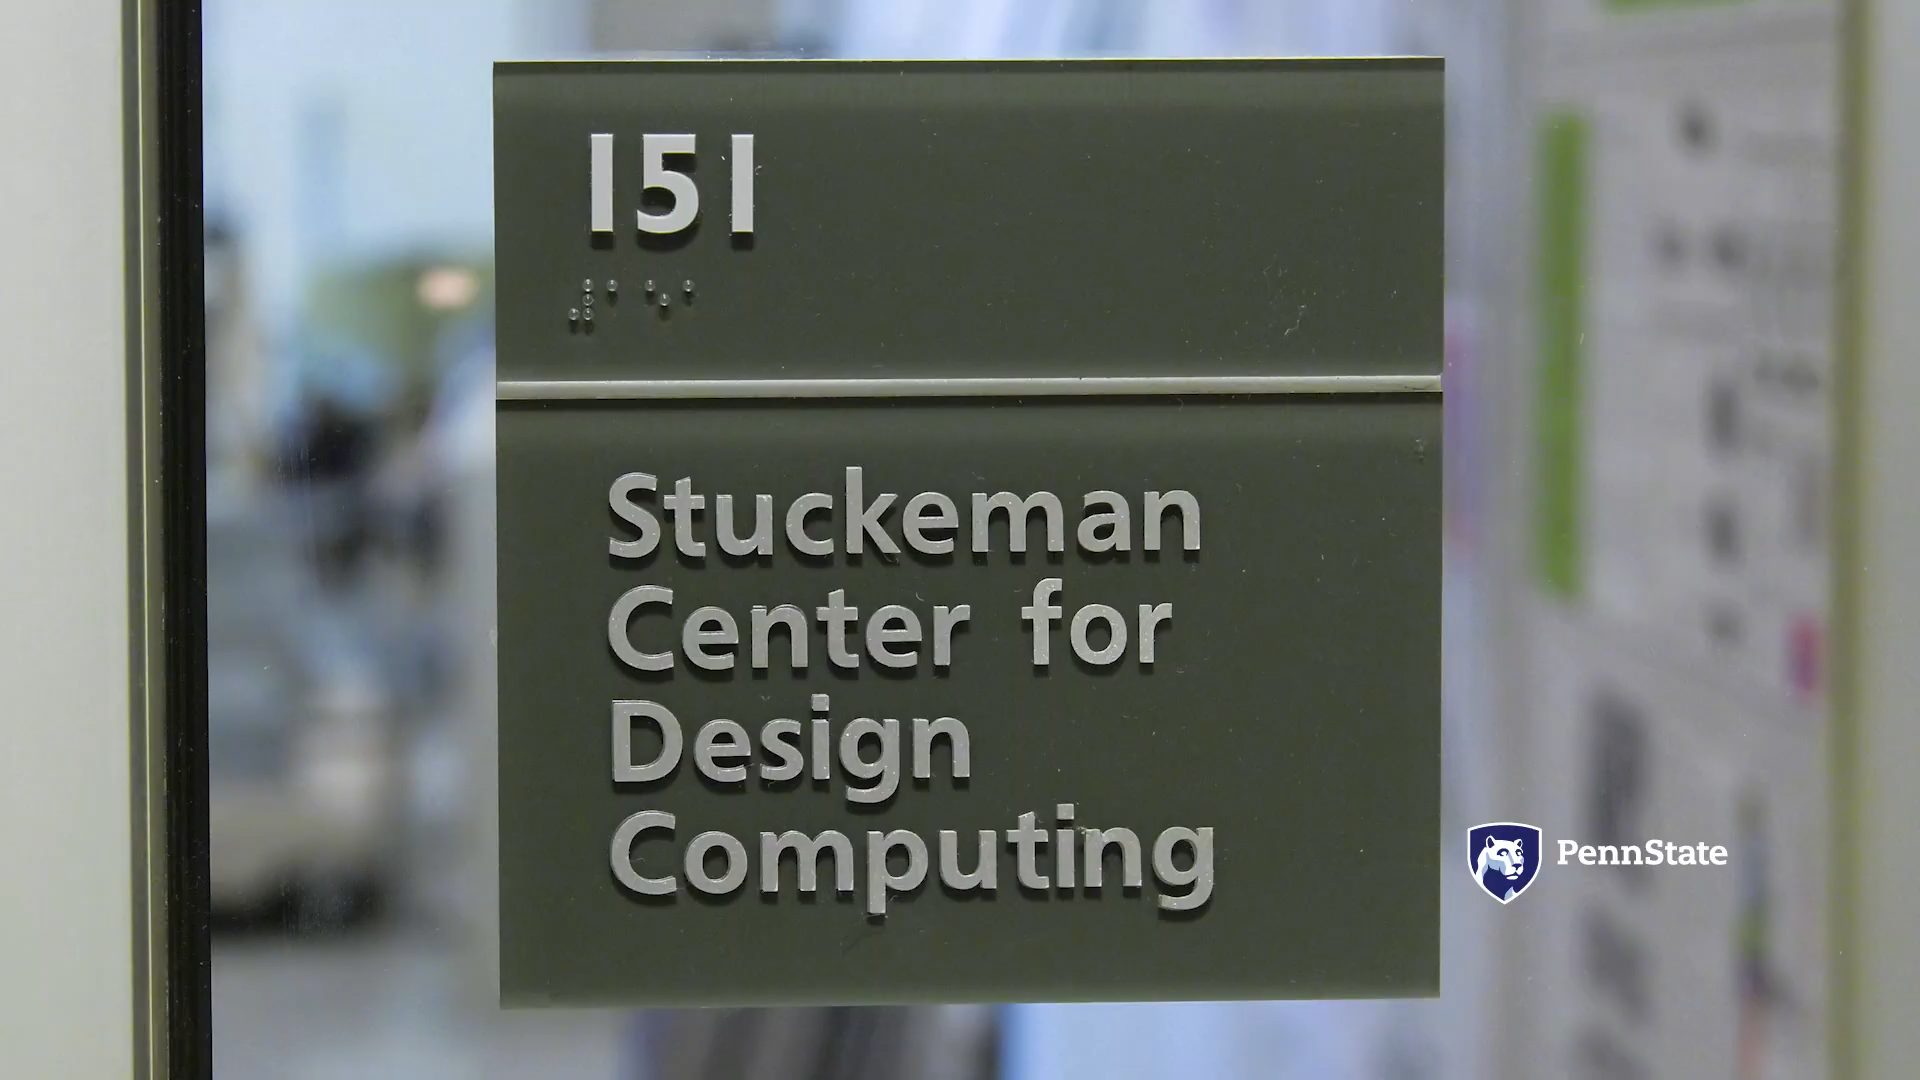 151
⠼⠁⠑⠁
Stuckeman
Center for
Design
Computing
PennState